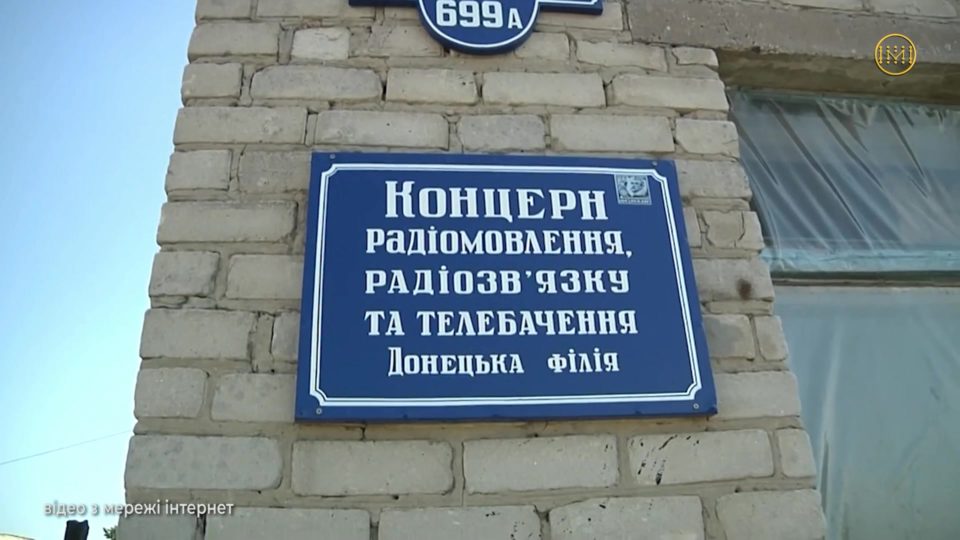 699А
КОНЦЕРН
РАДІОМОВЛЕННЯ,
РАДІОЗВ'ЯЗКУ
ТА ТЕЛЕБАЧЕННЯ
ДОНЕЦЬКА ФІЛІЯ
відео з мережі інтернет